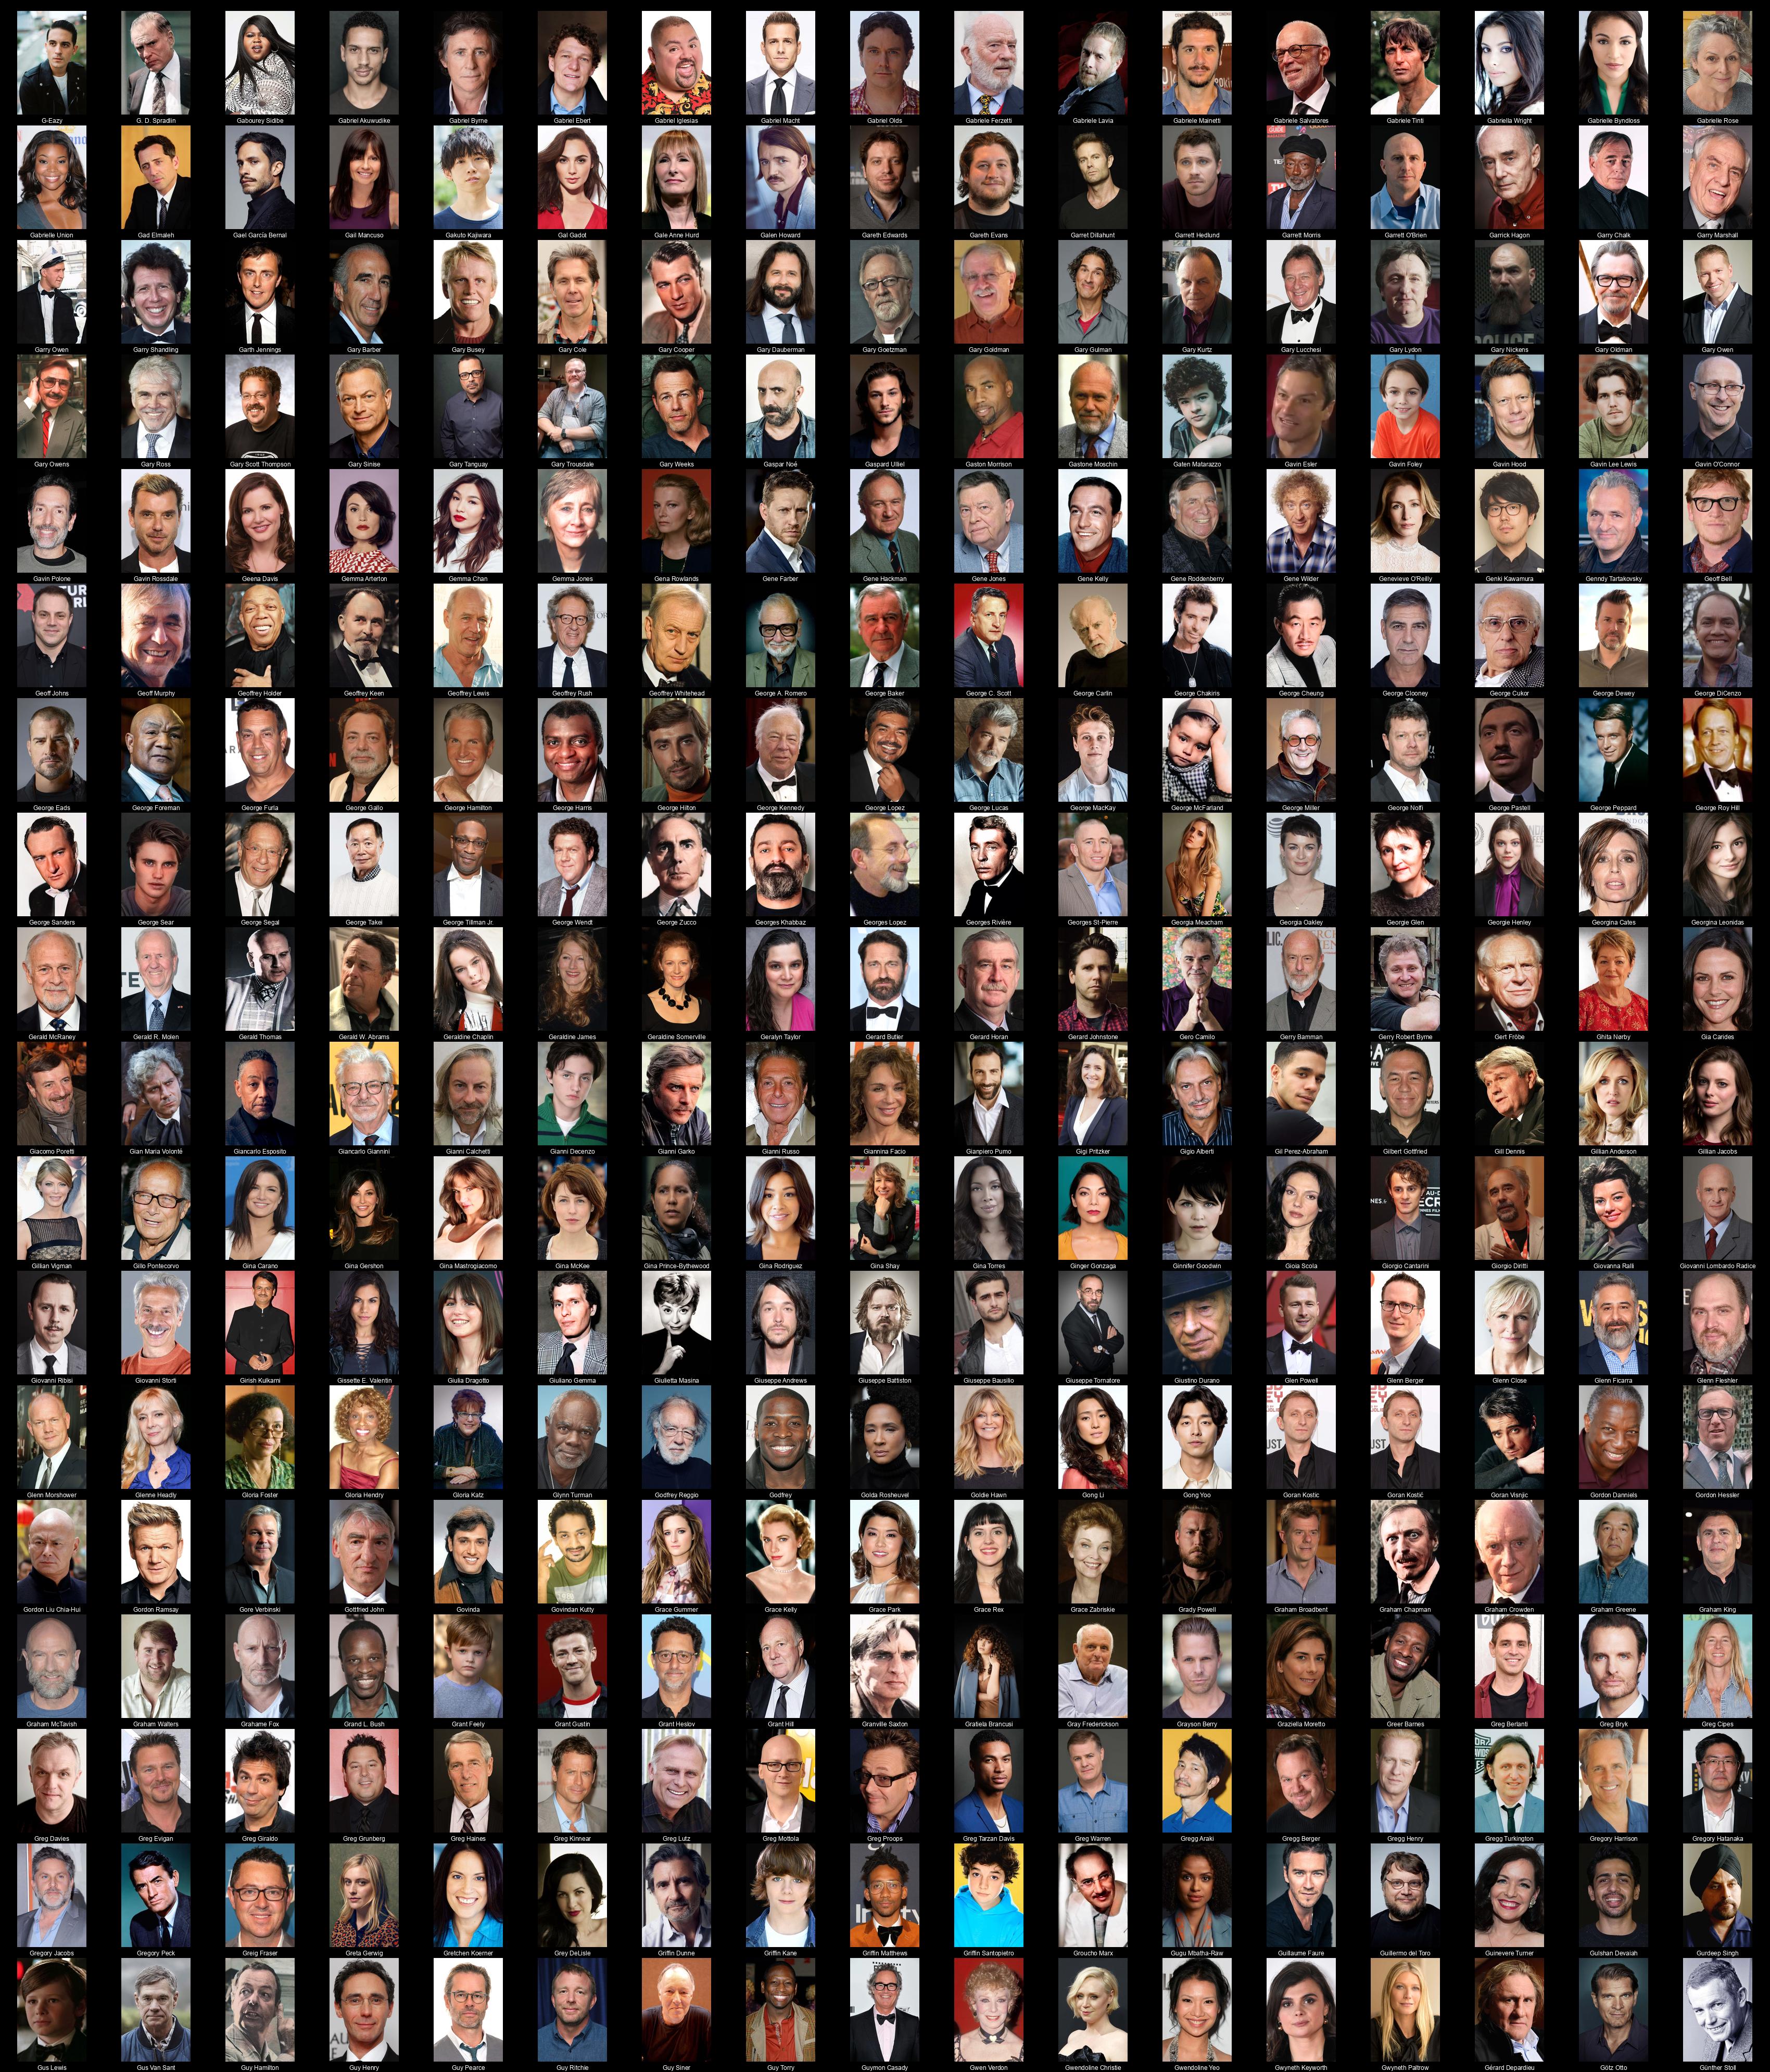 G-Eazy G. D. Spradlin Gabourey Sidibe Gabriel Akuwudike Gabriel Byrne Gabriel Ebert Gabriel Iglesias Gabriel Macht Gabriel Olds Gabriele Ferzetti Gabriele Lavia Gabriele Mainetti Gabriele Salvatores Gabriele Tinti Gabriella Wright Gabrielle Byndloss Gabrielle Rose
Gabrielle Union Gad Elmaleh Gael García Bernal Gail Mancuso Gakuto Kajiwara Gal Gadot Gale Anne Hurd Galen Howard Gareth Edwards Gareth Evans Garret Dillahunt Garrett Hedlund Garrett Morris Garrett O'Brien Garrick Hagon Garry Chalk Garry Marshall
Garry Owen Garry Shandling Garth Jennings Gary Barber Gary Busey Gary Cole Gary Cooper Gary Dauberman Gary Goetzman Gary Goldman Gary Gulman Gary Kurtz Gary Lucchesi Gary Lydon Gary Nickens Gary Oldman Gary Owen
Gary Owens Gary Ross Gary Scott Thompson Gary Sinise Gary Tanguay Gary Trousdale Gary Weeks Gaspar Noé Gaspard Ulliel Gaston Morrison Gastone Moschin Gaten Matarazzo Gavin Esler Gavin Foley Gavin Hood Gavin Lee Lewis Gavin O'Connor
Gavin Polone Gavin Rossdale Geena Davis Gemma Arterton Gemma Chan Gemma Jones Gena Rowlands Gene Farber Gene Hackman Gene Jones Gene Kelly Gene Roddenberry Gene Wilder Genevieve O'Reilly Genki Kawamura Genndy Tartakovsky Geoff Bell
Geoff Johns Geoff Murphy Geoffrey Holder Geoffrey Keen Geoffrey Lewis Geoffrey Rush Geoffrey Whitehead George A. Romero George Baker George C. Scott George Carlin George Chakiris George Cheung George Clooney George Cukor George Dewey George DiCenzo
George Eads George Foreman George Furla George Gallo George Hamilton George Harris George Hilton George Kennedy George Lopez George Lucas George MacKay George McFarland George Miller George Nolfi George Pastell George Peppard George Roy Hill
George Sanders George Sear George Segal George Takei George Tillman Jr. George Wendt George Zucco Georges Khabbaz Georges Lopez Georges Rivière Georges St-Pierre Georgia Meacham Georgia Oakley Georgie Glen Georgie Henley Georgina Cates Georgina Leonidas
Gerald McRaney Gerald R. Molen Gerald Thomas Gerald W. Abrams Geraldine Chaplin Geraldine James Geraldine Somerville Geralyn Taylor Gerard Butler Gerard Horan Gerard Johnstone Gero Camilo Gerry Bamman Gerry Robert Byrne Gert Fröbe Ghita Nørby Gia Carides
Giacomo Poretti Gian Maria Volonté Giancarlo Esposito Giancarlo Giannini Gianni Calchetti Gianni Decenzo Gianni Garko Gianni Russo Giannina Facio Gianpiero Pumo Gigi Pritzker Gigio Alberti Gil Perez-Abraham Gilbert Gottfried Gill Dennis Gillian Anderson Gillian Jacobs
Gillian Vigman Gillo Pontecorvo Gina Carano Gina Gershon Gina Mastrogiacomo Gina McKee Gina Prince-Bythewood Gina Rodriguez Gina Shay Gina Torres Ginger Gonzaga Ginnifer Goodwin Gioia Scola Giorgio Cantarini Giorgio Diritti Giovanna Ralli Giovanni Lombardo Radice
Giovanni Ribisi Giovanni Storti Girish Kulkarni Gissette E. Valentin Giulia Dragotto Giuliano Gemma Giulietta Masina Giuseppe Andrews Giuseppe Battiston Giuseppe Bausilio Giuseppe Tornatore Giustino Durano Glen Powell Glenn Berger Glenn Close Glenn Ficarra Glenn Fleshler
Glenn Morshower Glenne Headly Gloria Foster Gloria Hendry Gloria Katz Glynn Turman Godfrey Reggio Godfrey Golda Rosheuvel Goldie Hawn Gong Li Gong Yoo Goran Kostic Goran Kostić Goran Visnjic Gordon Danniels Gordon Hessler
Gordon Liu Chia-Hui Gordon Ramsay Gore Verbinski Gottfried John Govinda Govindan Kutty Grace Gummer Grace Kelly Grace Park Grace Rex Grace Zabriskie Grady Powell Graham Broadbent Graham Chapman Graham Crowden Graham Greene Graham King
Graham McTavish Graham Walters Grahame Fox Grand L. Bush Grant Feely Grant Gustin Grant Heslov Grant Hill Granville Saxton Gratiela Brancusi Gray Frederickson Grayson Berry Graziella Moretto Greer Barnes Greg Berlanti Greg Bryk Greg Cipes
Greg Davies Greg Evigan Greg Giraldo Greg Grunberg Greg Haines Greg Kinnear Greg Lutz Greg Mottola Greg Proops Greg Tarzan Davis Greg Warren Gregg Araki Gregg Berger Gregg Henry Gregg Turkington Gregory Harrison Gregory Hatanaka
Gregory Jacobs Gregory Peck Greig Fraser Greta Gerwig Gretchen Koerner Grey DeLisle Griffin Dunne Griffin Kane Griffin Matthews Griffin Santopietro Groucho Marx Gugu Mbatha-Raw Guillaume Faure Guillermo del Toro Guinevere Turner Gulshan Devaiah Gurdeep Singh
Gus Lewis Gus Van Sant Guy Hamilton Guy Henry Guy Pearce Guy Ritchie Guy Siner Guy Torry Guymon Casady Gwen Verdon Gwendoline Christie Gwendoline Yeo Gwyneth Keyworth Gwyneth Paltrow Gérard Depardieu Götz Otto Günther Stoll